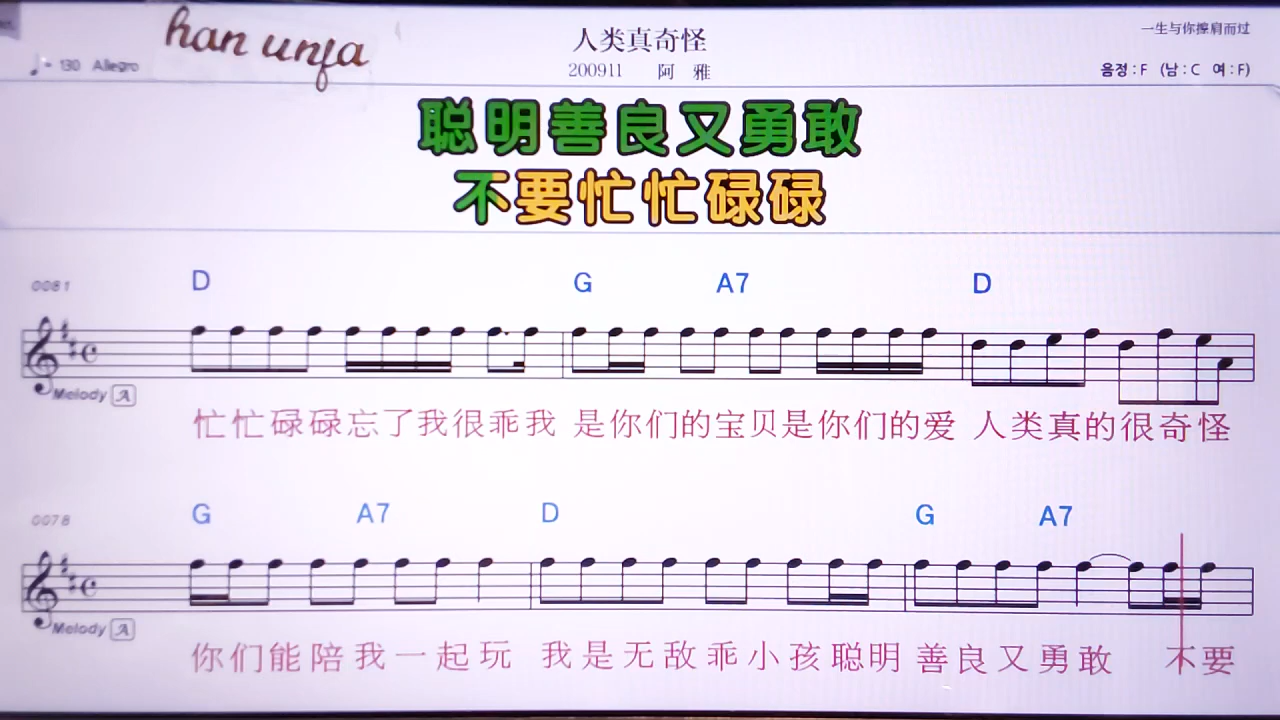 han unfa
人类真奇怪
一生与你擦肩而过
♩= 130 Allegro
200911 阿 雅
음정 : F (남 : C 여 : F)
聪明善良又勇敢
不要忙忙碌碌
0081
D G A7 D
Melody A
忙忙碌碌忘了我很乖我 是你们的宝贝是你们的爱 人类真的很奇怪
0078
G A7 D G A7
Melody A
你们能陪我一起玩 我是无敌乖小孩聪明 善良又勇敢 不要